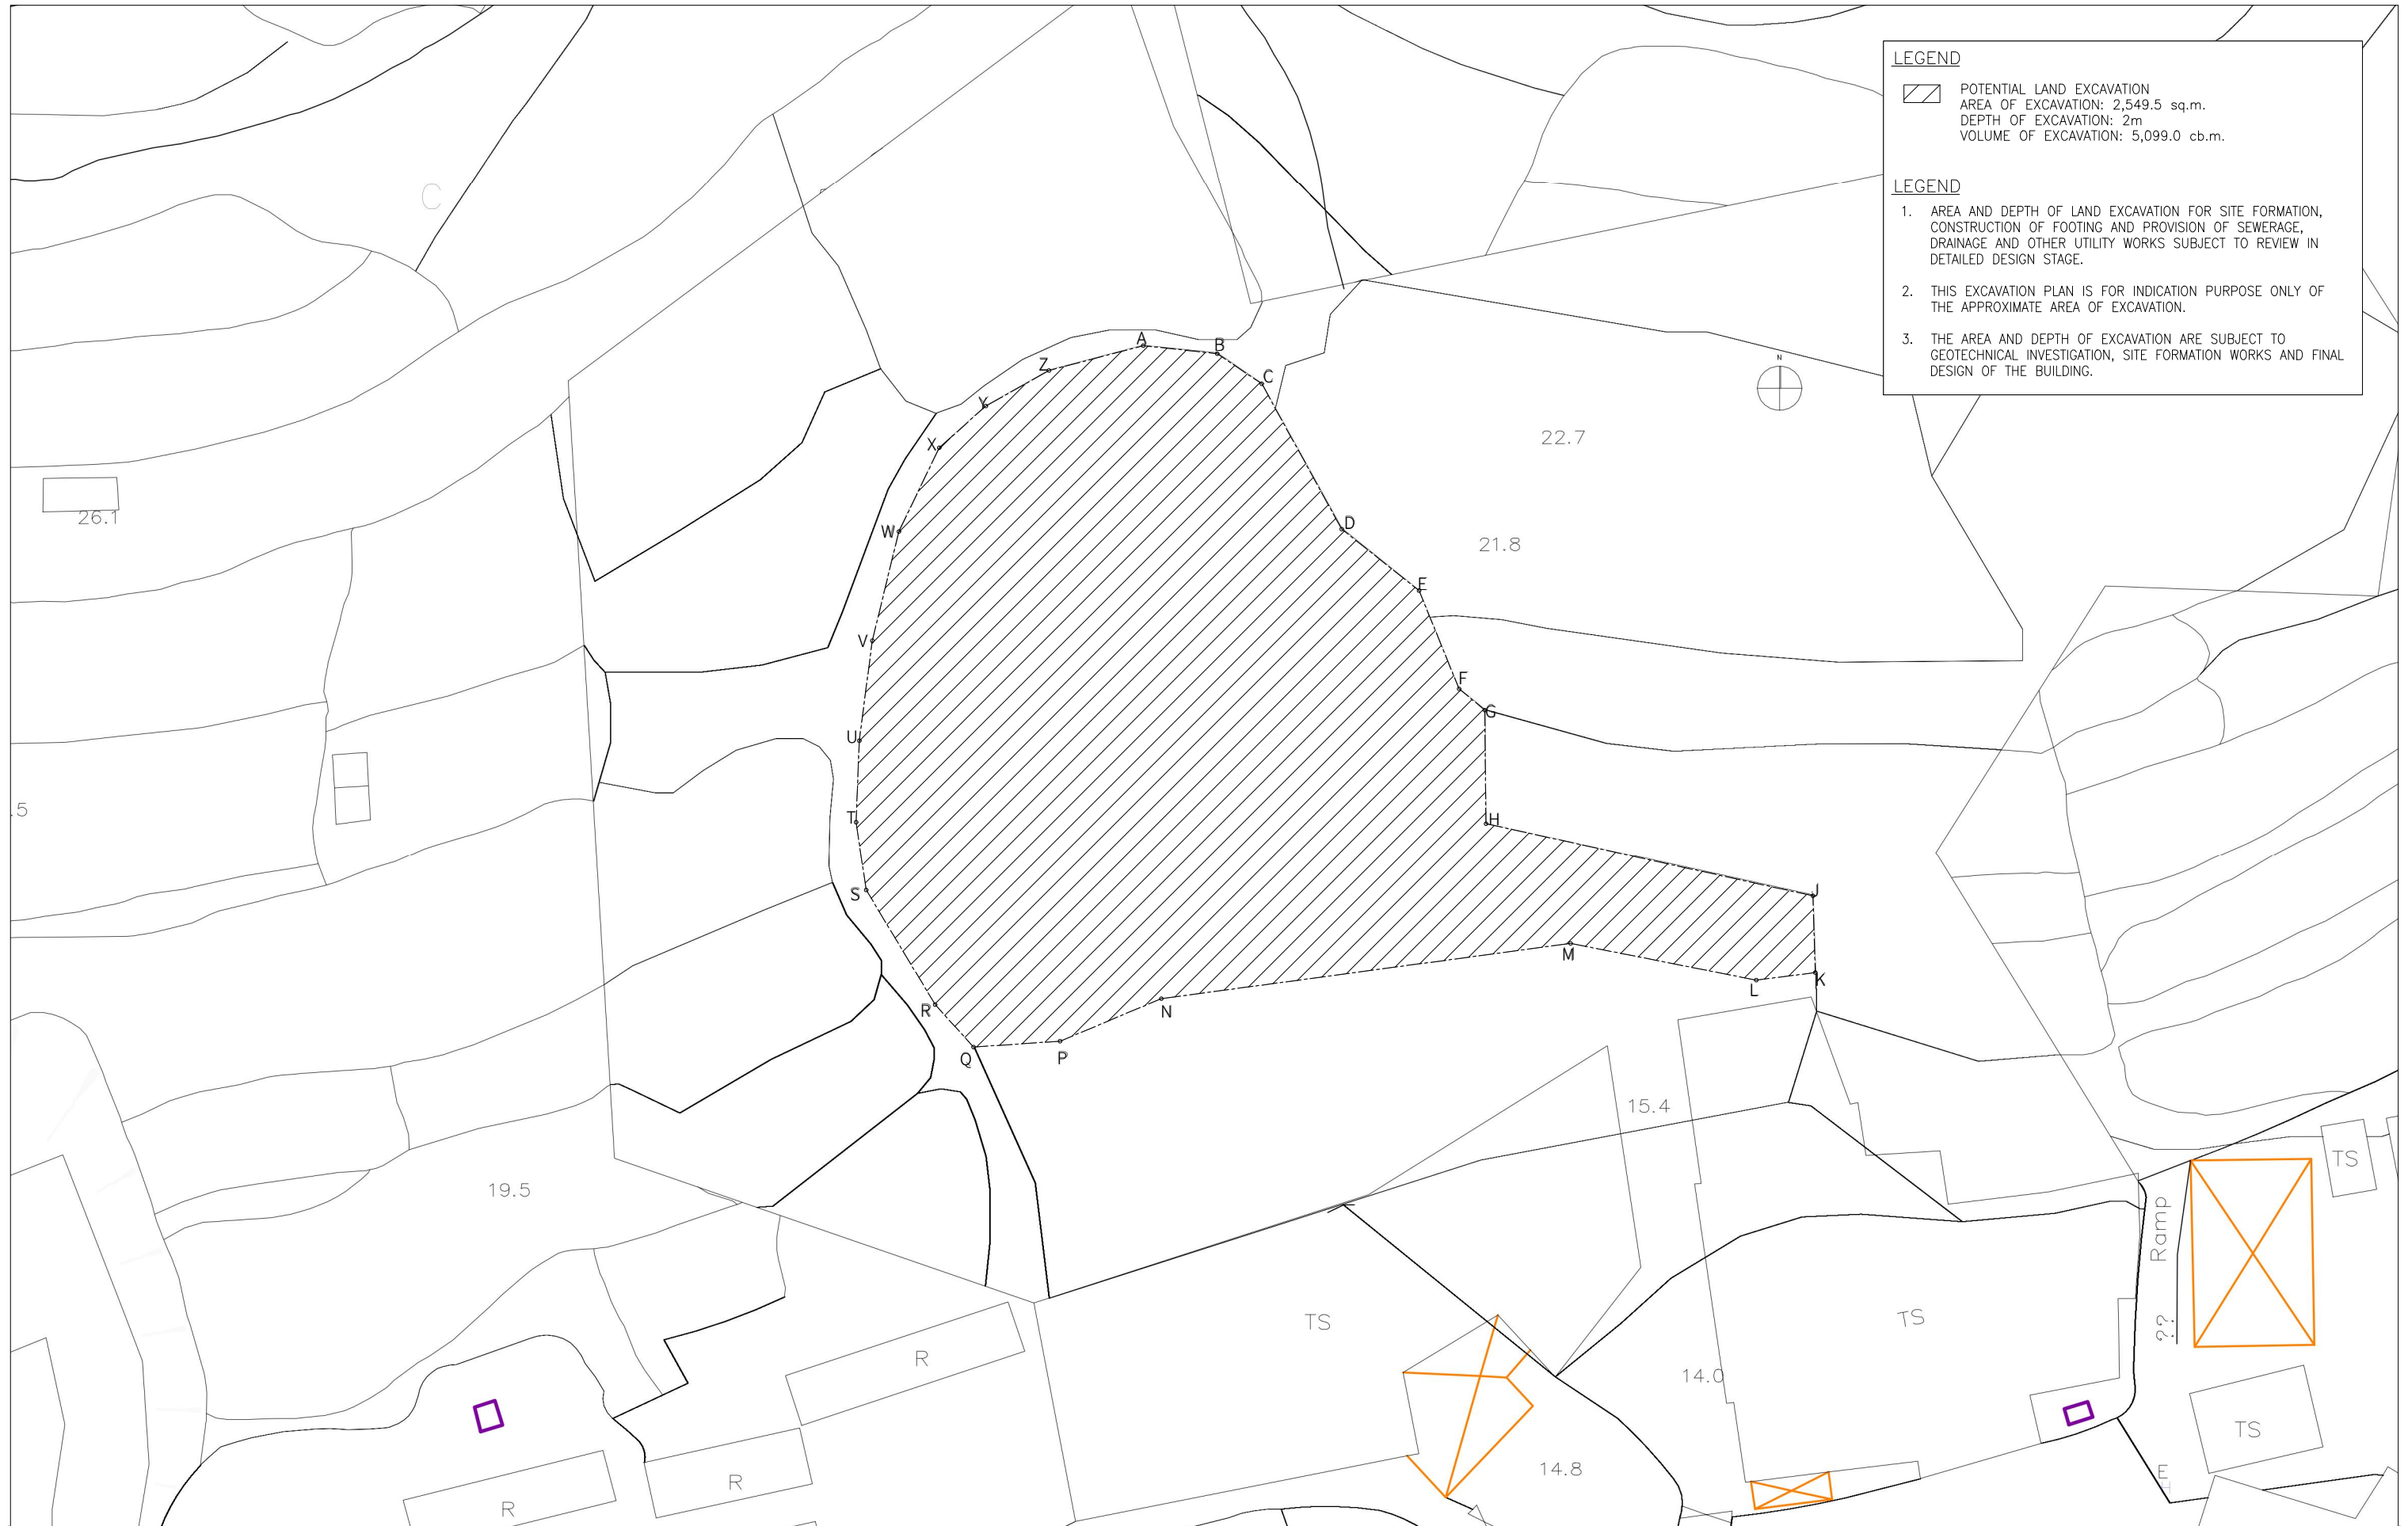 LEGEND
POTENTIAL LAND EXCAVATION
AREA OF EXCAVATION: 2,549.5 sq.m.
DEPTH OF EXCAVATION: 2m
VOLUME OF EXCAVATION: 5,099.0 cb.m.
LEGEND
1. AREA AND DEPTH OF LAND EXCAVATION FOR SITE FORMATION,
CONSTRUCTION OF FOOTING AND PROVISION OF SEWERAGE,
DRAINAGE AND OTHER UTILITY WORKS SUBJECT TO REVIEW IN
DETAILED DESIGN STAGE.
2. THIS EXCAVATION PLAN IS FOR INDICATION PURPOSE ONLY OF
THE APPROXIMATE AREA OF EXCAVATION.
3. THE AREA AND DEPTH OF EXCAVATION ARE SUBJECT TO
GEOTECHNICAL INVESTIGATION, SITE FORMATION WORKS AND FINAL
DESIGN OF THE BUILDING.
C
N
A
B
Z
C
Y
X
22.7
26.1
W
D
21.8
E
V
F
G
U
.5
T
H
S
J
M
K
L
R
N
Q
P
15.4
TS
19.5
Ramp
TS
TS
??
R
14.0
TS
14.8
R
R